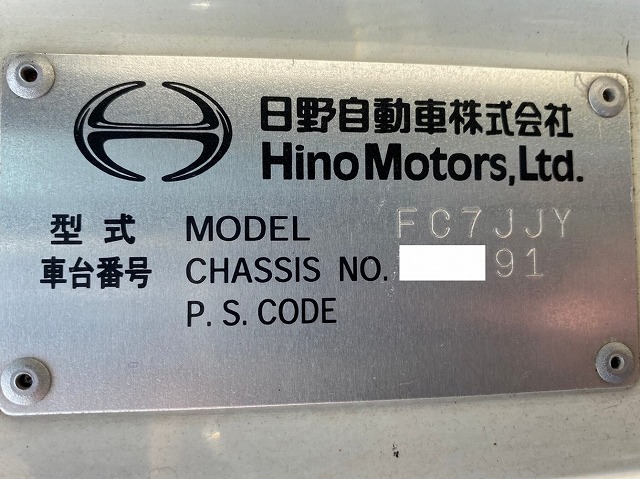 日野自動車株式会社
Hino Motors, Ltd.
型式 MODEL FC7JJY
車台番号 CHASSIS NO. 91
P.S.CODE